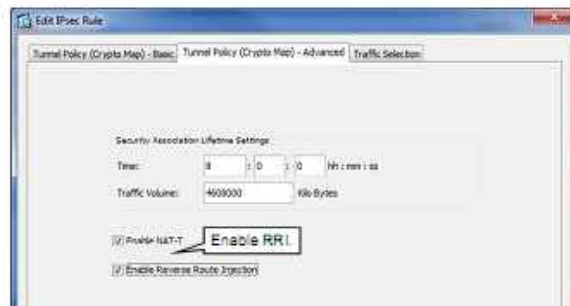 Edit IPsec Rule
Tunnel Policy (Crypto Map) - Basic Tunnel Policy (Crypto Map) - Advanced Traffic Selection
Security Association Lifetime Settings
Time: 8 : 0 : 0 hh : mm : ss
Traffic Volume: 4608000 Kilo Bytes
Enable NAT-T
Enable RRI.
Enable Reverse Route Injection